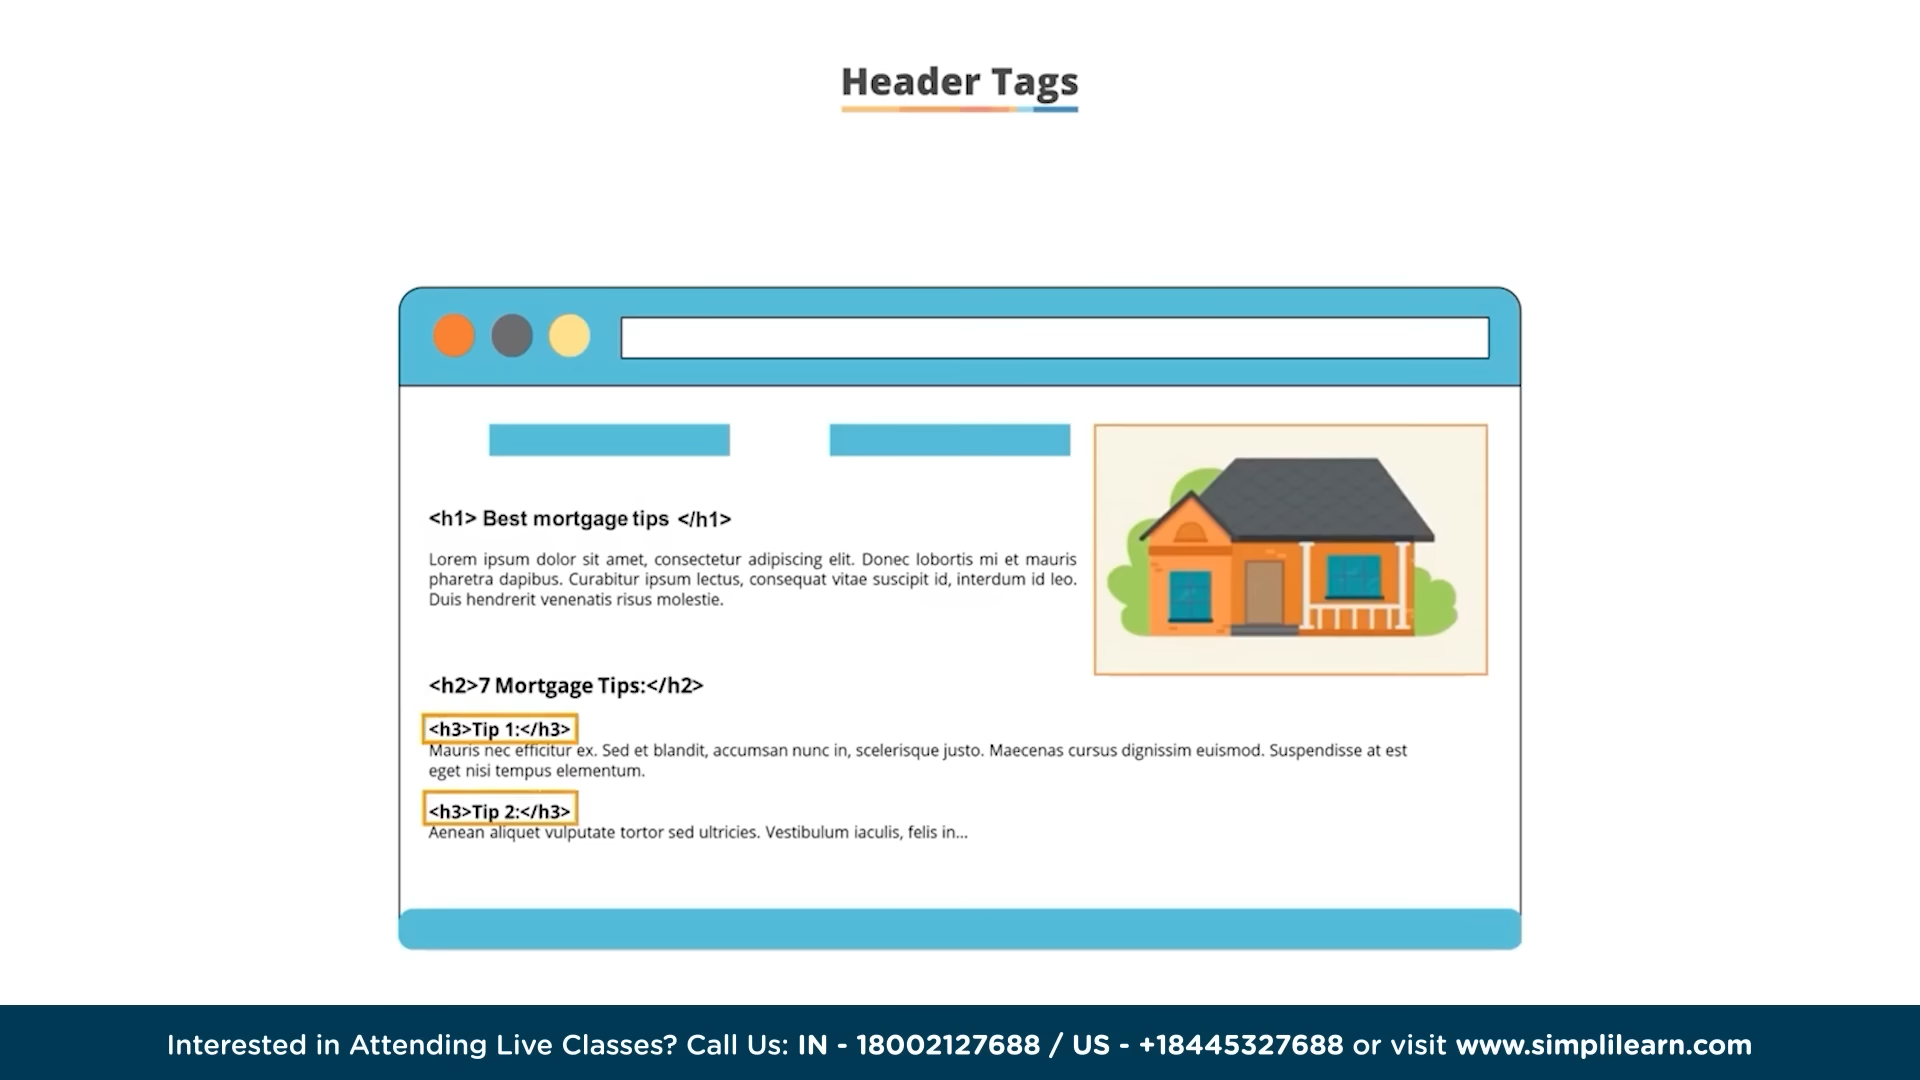 Header Tags
<h1> Best mortgage tips </h1>
Lorem ipsum dolor sit amet, consectetur adipiscing elit. Donec lobortis mi et mauris
pharetra dapibus. Curabitur ipsum lectus, consequat vitae suscipit id, interdum id leo.
Duis hendrerit venenatis risus molestie.
<h2>7 Mortgage Tips:</h2>
<h3>Tip 1:</h3>
Mauris nec efficitur ex. Sed et blandit, accumsan nunc in, scelerisque justo. Maecenas cursus dignissim euismod. Suspendisse at est
eget nisi tempus elementum.
<h3>Tip 2:</h3>
Aenean aliquet vulputate tortor sed ultricies. Vestibulum iaculis, felis in...
Interested in Attending Live Classes? Call Us: IN - 18002127688 / US - +18445327688 or visit www.simplilearn.com